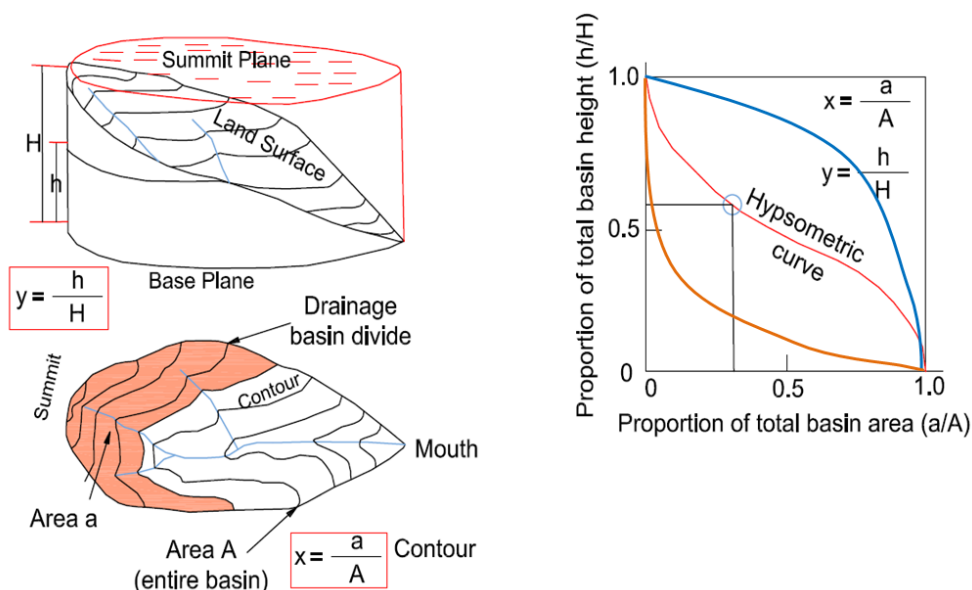 Summit Plane
Land Surface
H
h
Base Plane
y = h/H
Drainage
basin divide
Summit
Contour
Mouth
Area a
Area A
(entire basin)
x = a/A
Contour
Proportion of total basin height (h/H)
1.0
0.5
0
x = a/A
y = h/H
Hypsometric
curve
0
0.5
1.0
Proportion of total basin area (a/A)